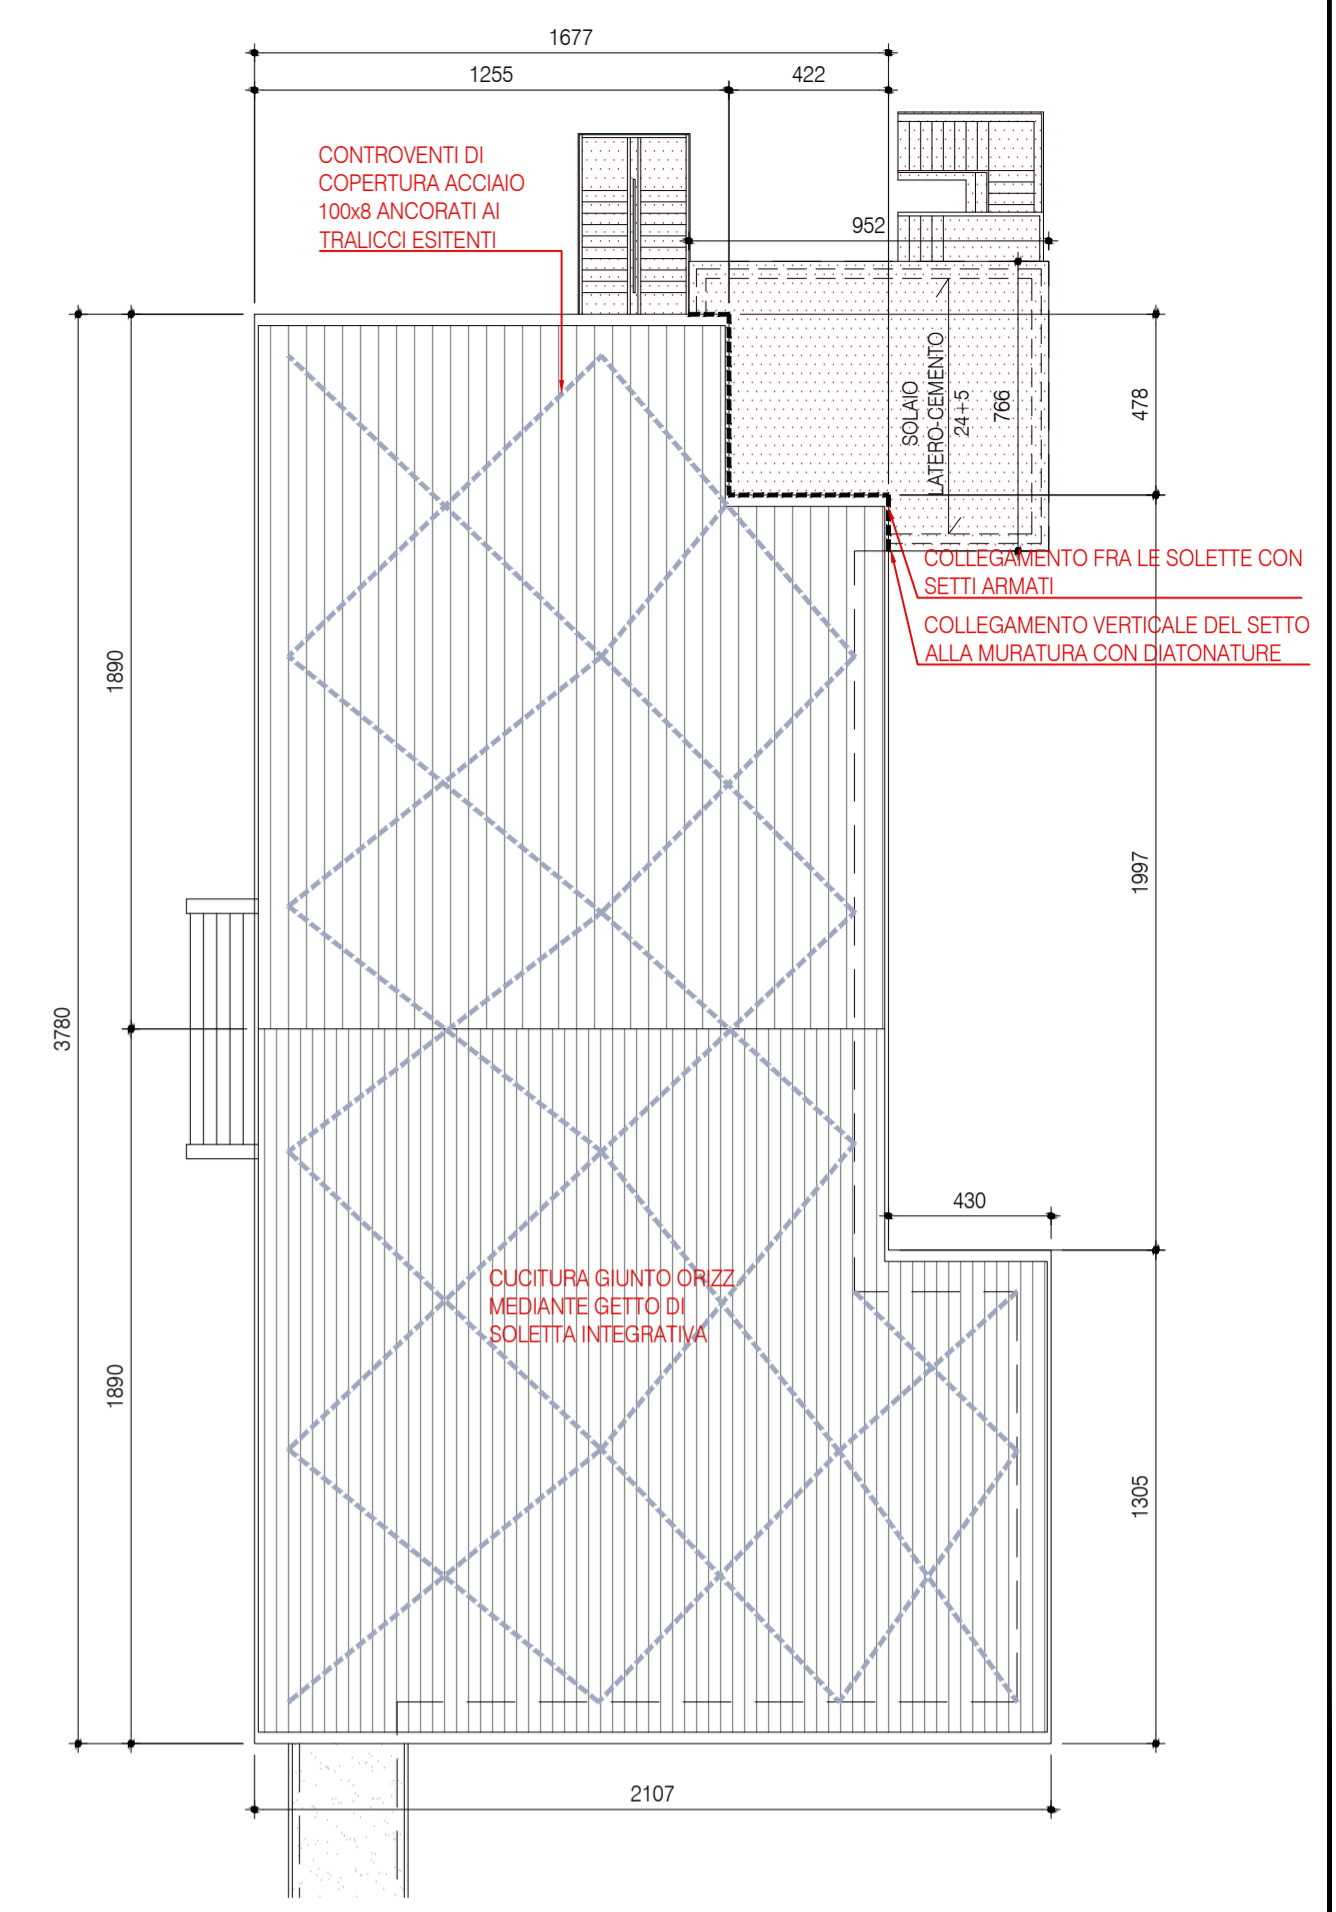 1677
1255
422
CONTROVENTI DI
COPERTURA ACCIAIO
100x8 ANCORATI AI
TRALICCI ESITENTI
952
SOLAIO
LATERO-CEMENTO
24+5
766
478
COLLEGAMENTO FRA LE SOLETTE CON
SETTI ARMATI
COLLEGAMENTO VERTICALE DEL SETTO
ALLA MURATURA CON DIATONATURE
1890
1997
3780
430
CUCITURA GIUNTO ORIZZ.
MEDIANTE GETTO DI
SOLETTA INTEGRATIVA
1890
1305
2107